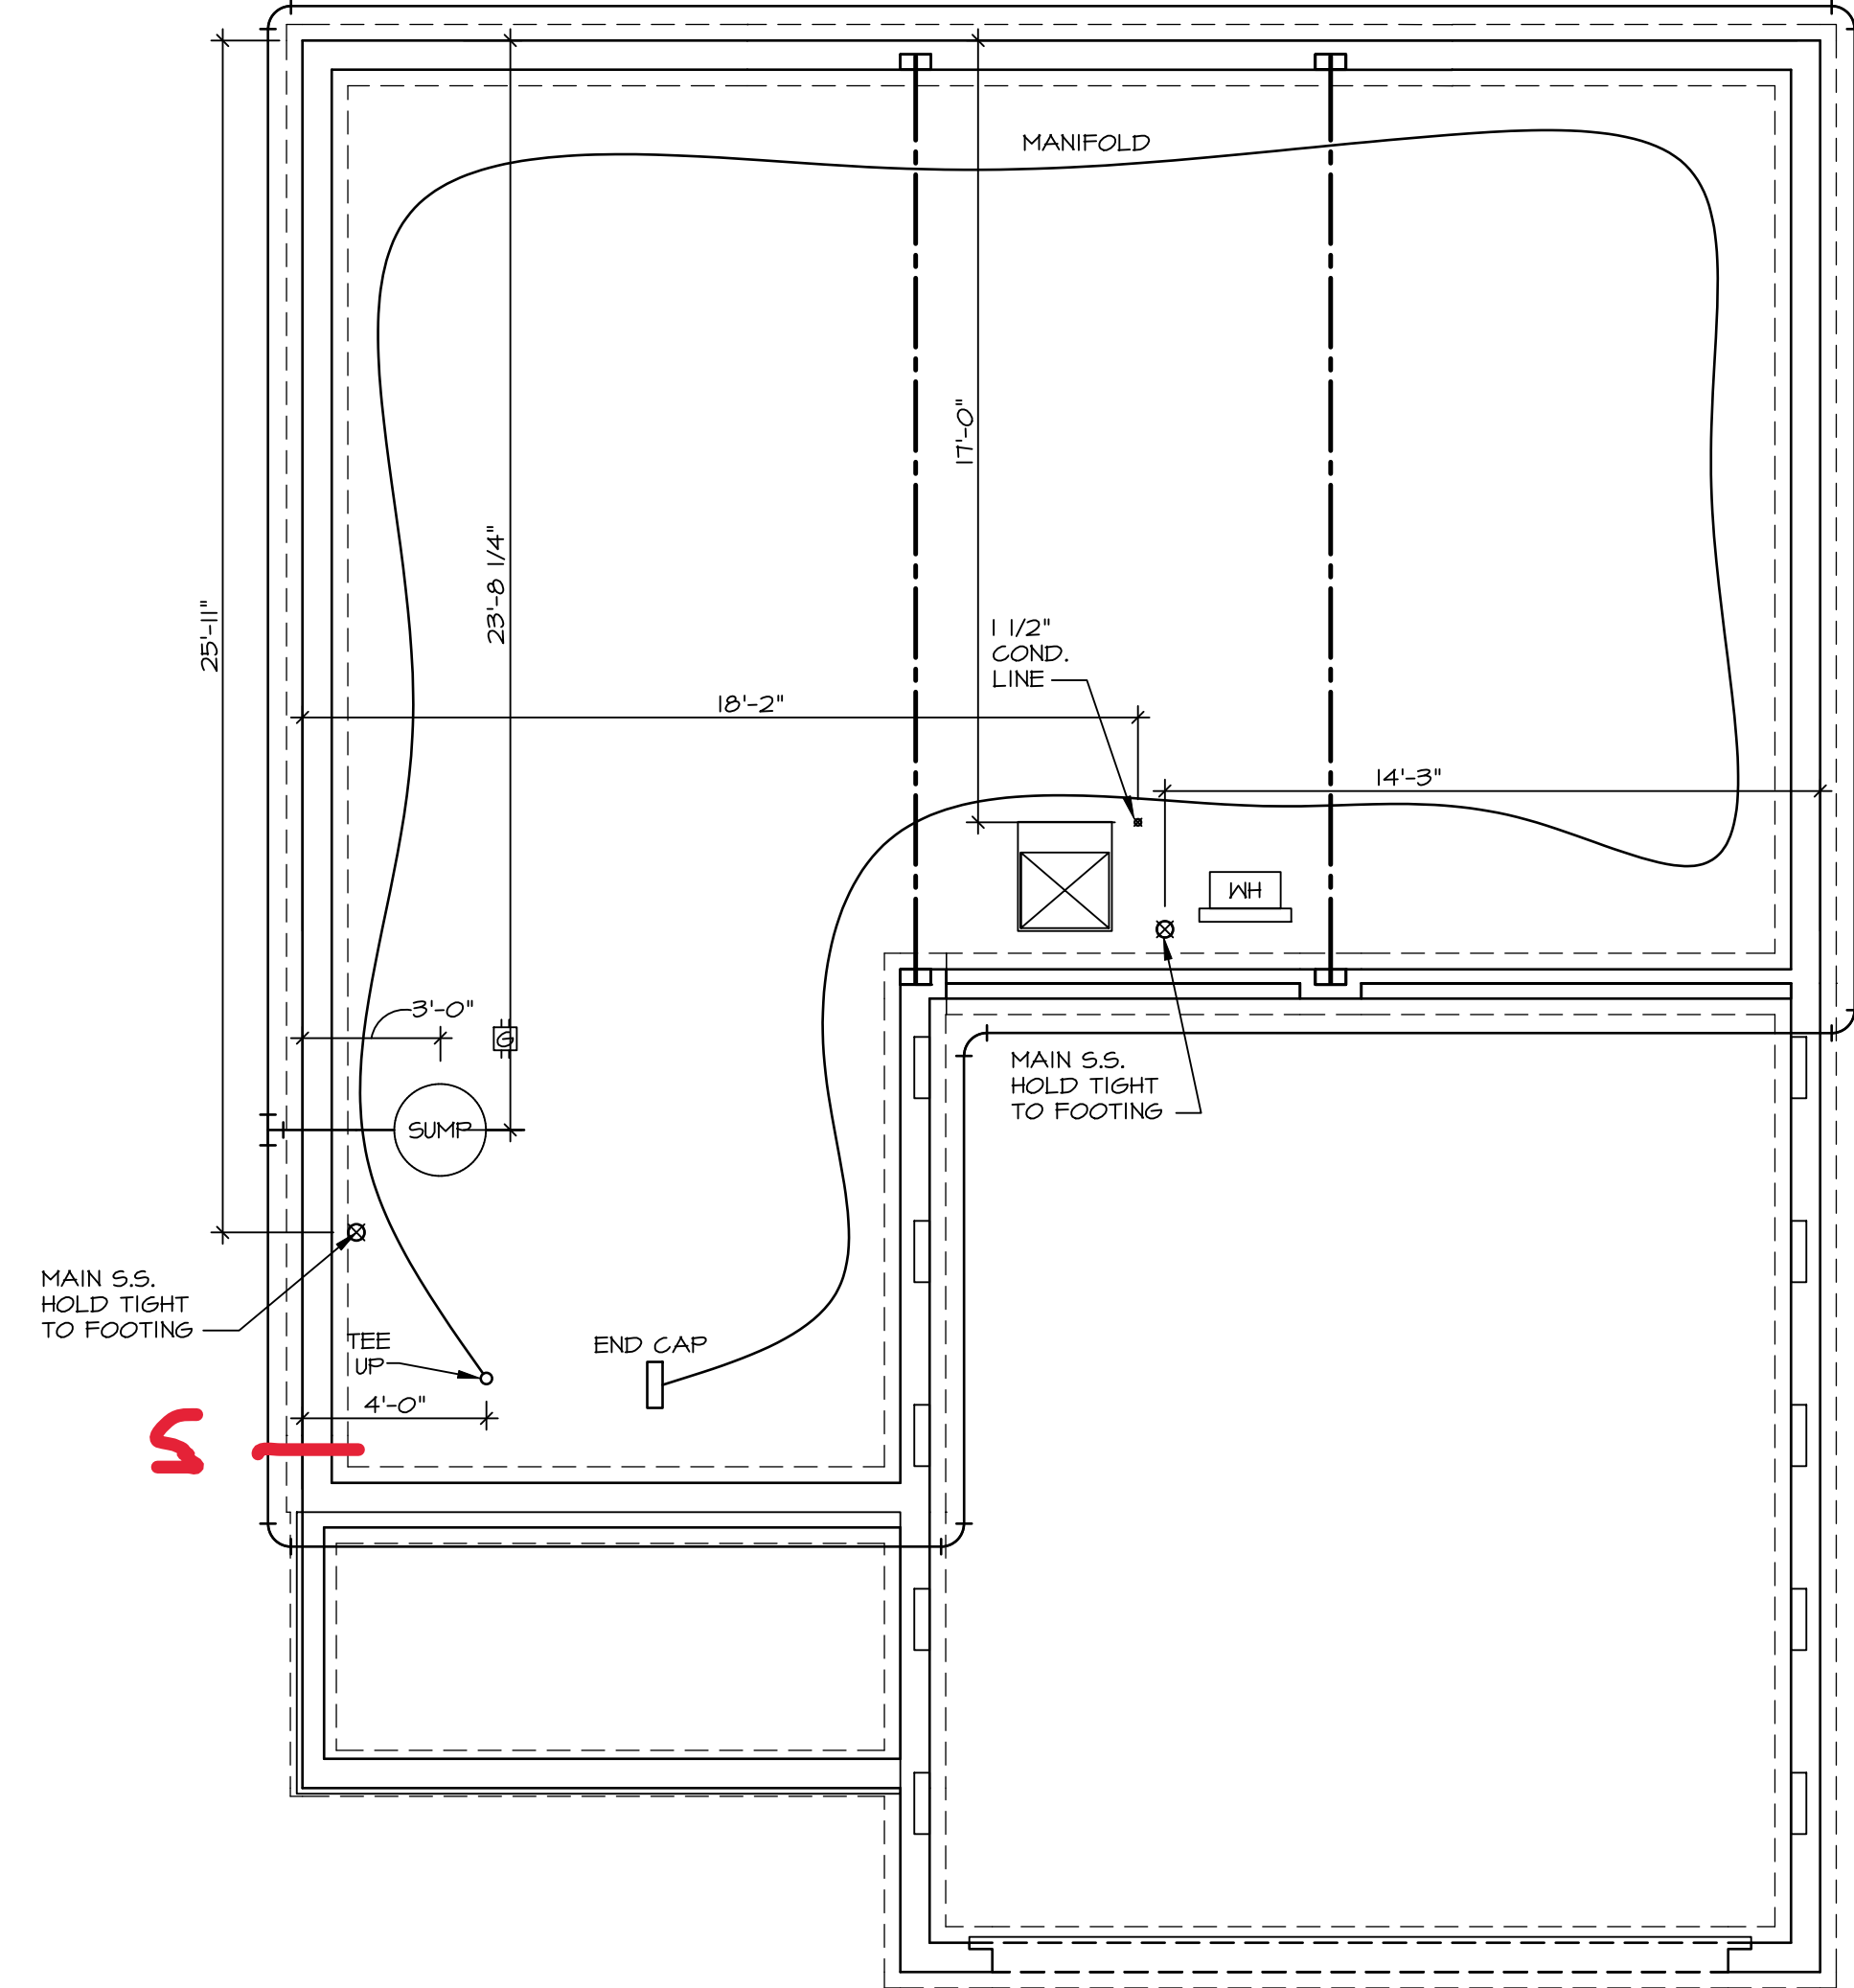 MANIFOLD
17'-0"
23'-8 1/4"
25'-11"
1 1/2"
COND.
LINE
18'-2"
14'-3"
WH
3'-0"
G
MAIN S.S.
HOLD TIGHT
TO FOOTING
SUMP
MAIN S.S.
HOLD TIGHT
TO FOOTING
TEE
UP
END CAP
4'-0"
S